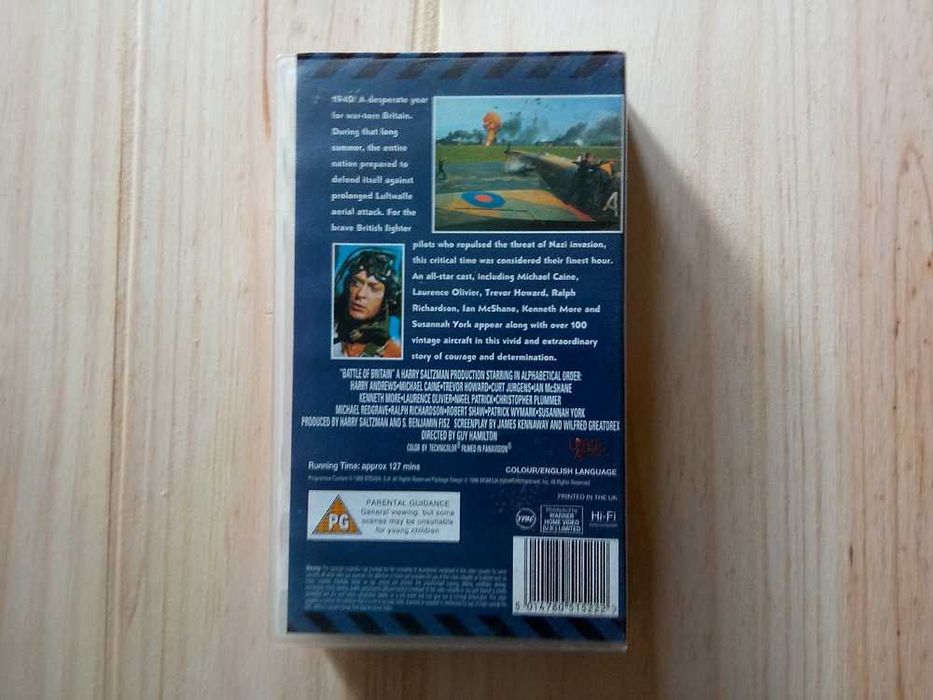 1940: A desperate year
for war-torn Britain.
During that long
summer, the entire
nation prepared to
defend itself against
prolonged Luftwaffe
aerial attack. For the
brave British fighter
pilots who repulsed the threat of Nazi invasion,
this critical time was considered their finest hour.
An all-star cast, including Michael Caine,
Laurence Olivier, Trevor Howard, Ralph
Richardson, Ian McShane, Kenneth More and
Susannah York appear along with over 100
vintage aircraft in this vivid and extraordinary
story of courage and determination.
"BATTLE OF BRITAIN" A HARRY SALTZMAN PRODUCTION STARRING IN ALPHABETICAL ORDER:
HARRY ANDREWS•MICHAEL CAINE•TREVOR HOWARD•CURT JURGENS•IAN McSHANE
KENNETH MORE•LAURENCE OLIVIER•NIGEL PATRICK•CHRISTOPHER PLUMMER
MICHAEL REDGRAVE•RALPH RICHARDSON•ROBERT SHAW•PATRICK WYMARK•SUSANNAH YORK
PRODUCED BY HARRY SALTZMAN AND S. BENJAMIN FISZ SCREENPLAY BY JAMES KENNAWAY AND WILFRED GREATOREX
DIRECTED BY GUY HAMILTON
COLOR BY TECHNICOLOR® FILMED IN PANAVISION®
Running Time: approx 127 mins
COLOUR/ENGLISH LANGUAGE
All Rights Reserved
PRINTED IN THE UK
PG
PARENTAL GUIDANCE
General viewing, but some
scenes may be unsuitable
for young children
Distributed by
WARNER
HOME VIDEO
(U.K.) LIMITED
Hi-Fi